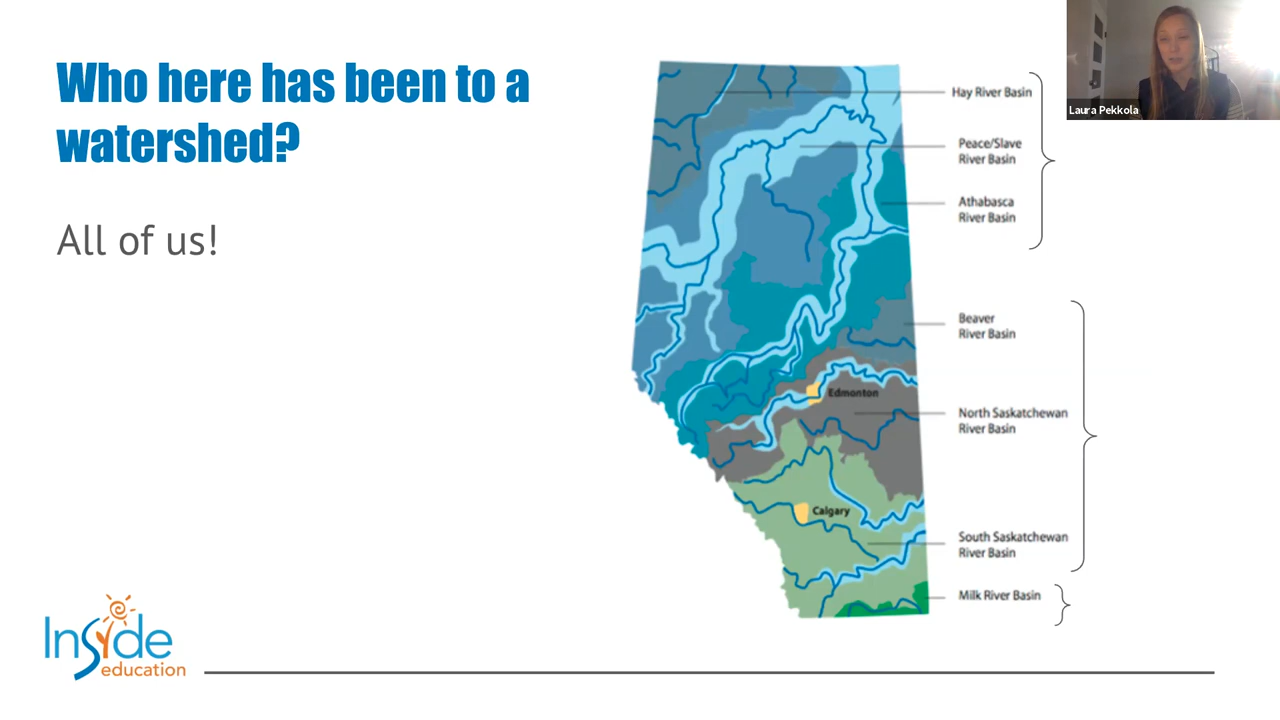 Who here has been to a
watershed?
All of us!
Hay River Basin
Peace/Slave
River Basin
Athabasca
River Basin
Beaver
River Basin
Edmonton
North Saskatchewan
River Basin
Calgary
South Saskatchewan
River Basin
Milk River Basin
Laura Pekkola
InSide
education